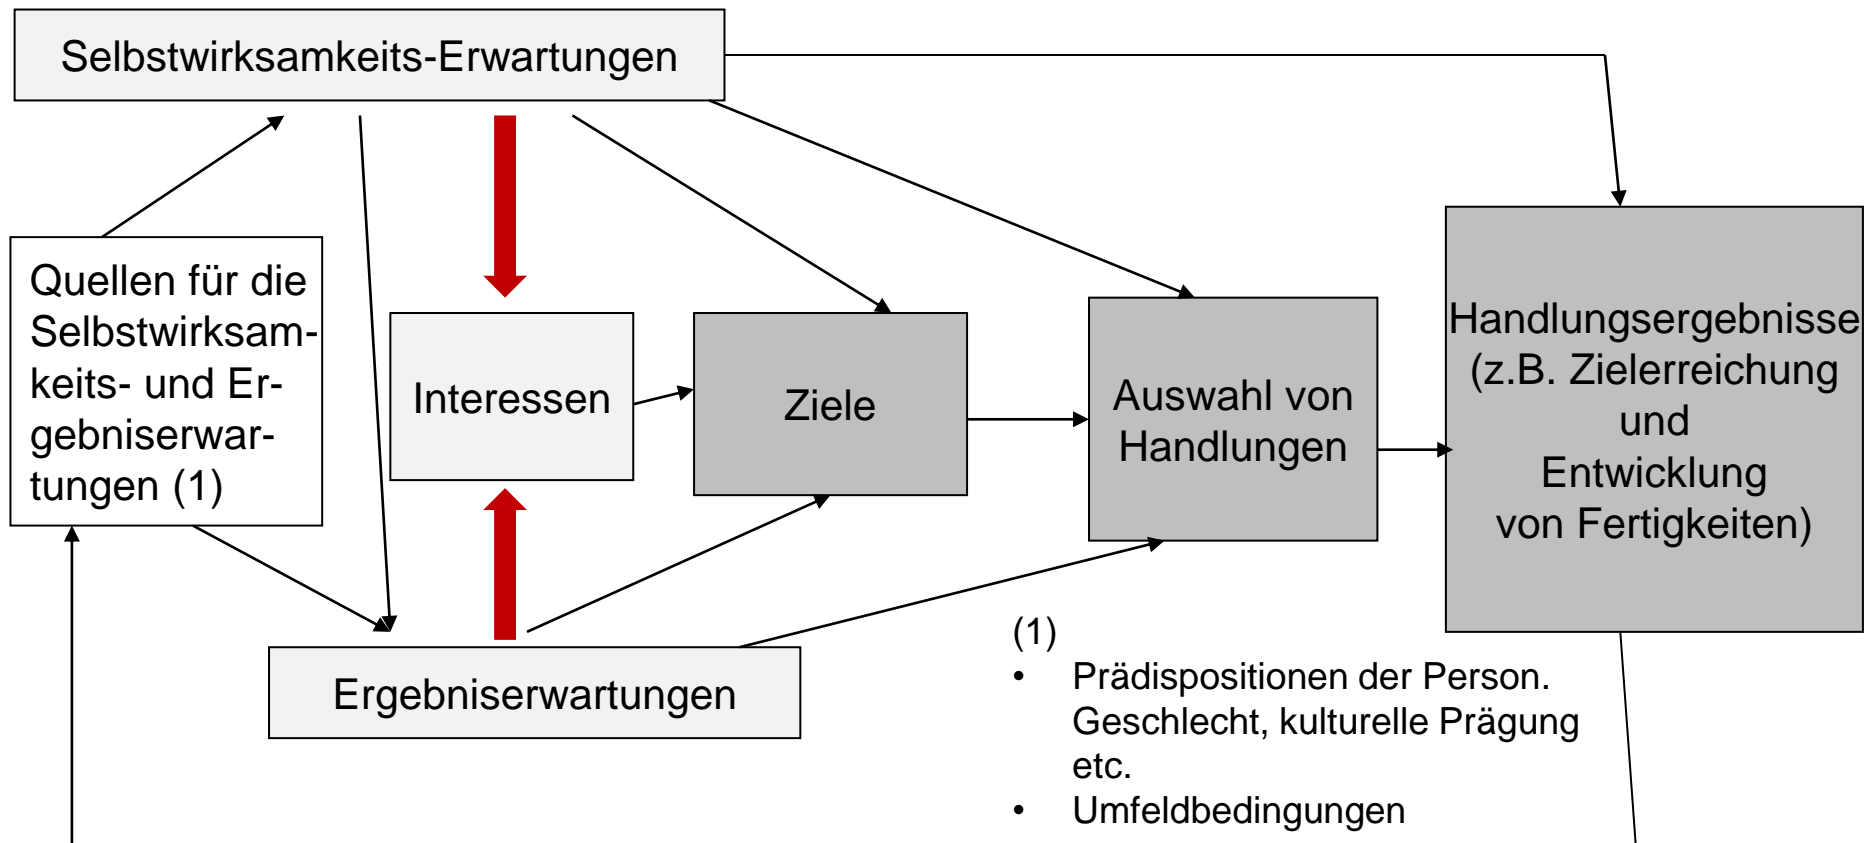 Selbstwirksamkeits-Erwartungen
Quellen für die
Selbstwirksam-
keits- und Er-
gebniserwar-
tungen (1)
Interessen
Ziele
Auswahl von
Handlungen
Handlungsergebnisse
(z.B. Zielerreichung
und
Entwicklung
von Fertigkeiten)
Ergebniserwartungen
(1)
• Prädispositionen der Person.
Geschlecht, kulturelle Prägung
etc.
• Umfeldbedingungen